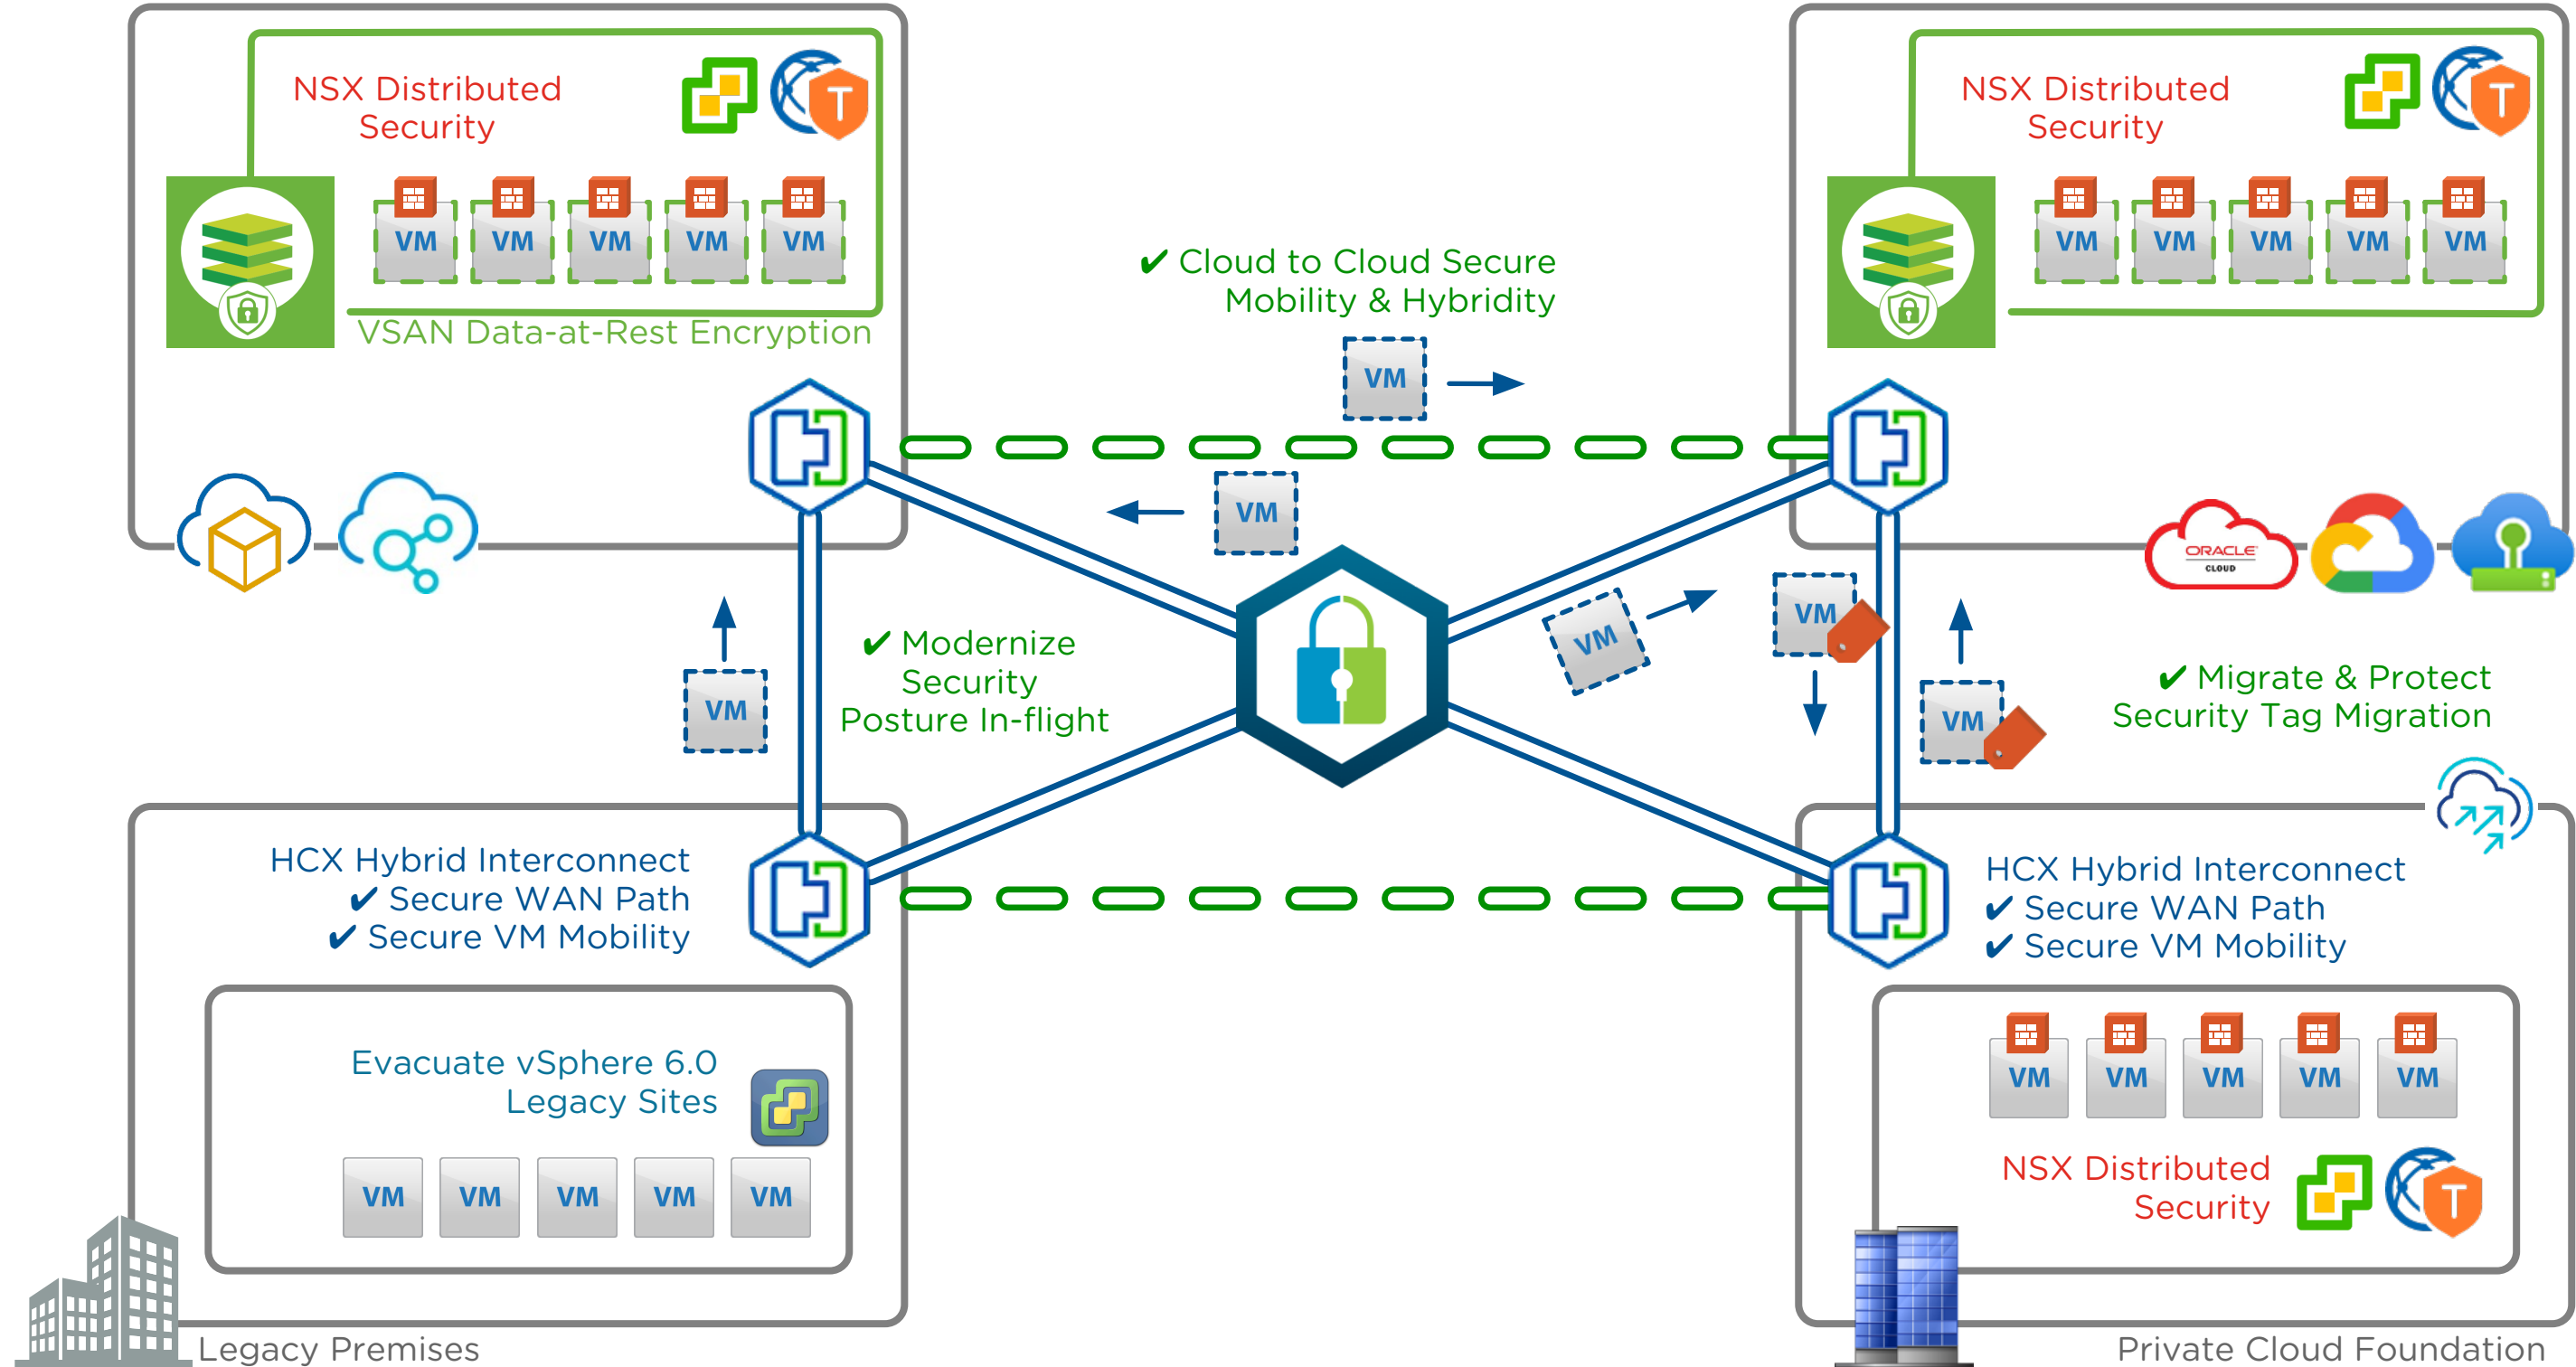 NSX Distributed
Security
T
VM VM VM VM VM
VSAN Data-at-Rest Encryption
NSX Distributed
Security
T
VM VM VM VM VM
✔ Cloud to Cloud Secure
Mobility & Hybridity
VM
VM
ORACLE
CLOUD
VM
✔ Modernize
Security
Posture In-flight
VM
VM
VM
✔ Migrate & Protect
Security Tag Migration
HCX Hybrid Interconnect
✔ Secure WAN Path
✔ Secure VM Mobility
HCX Hybrid Interconnect
✔ Secure WAN Path
✔ Secure VM Mobility
Evacuate vSphere 6.0
Legacy Sites
VM VM VM VM VM
VM VM VM VM VM
NSX Distributed
Security
T
Legacy Premises
Private Cloud Foundation